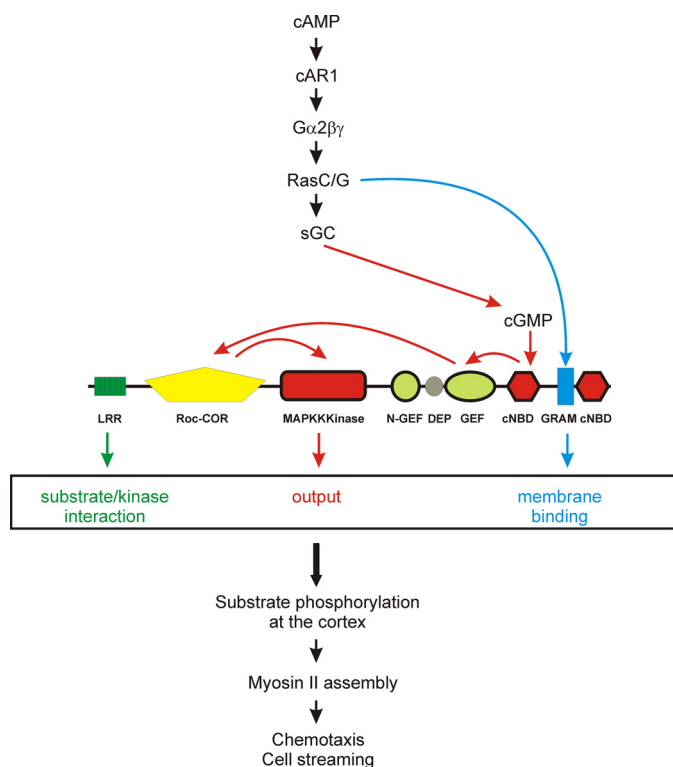 cAMP
cAR1
Gα2βγ
RasC/G
sGC
cGMP
LRR Roc-COR MAPKKKinase N-GEF DEP GEF cNBD GRAM cNBD
substrate/kinase interaction
output
membrane binding
Substrate phosphorylation
at the cortex
Myosin II assembly
Chemotaxis
Cell streaming